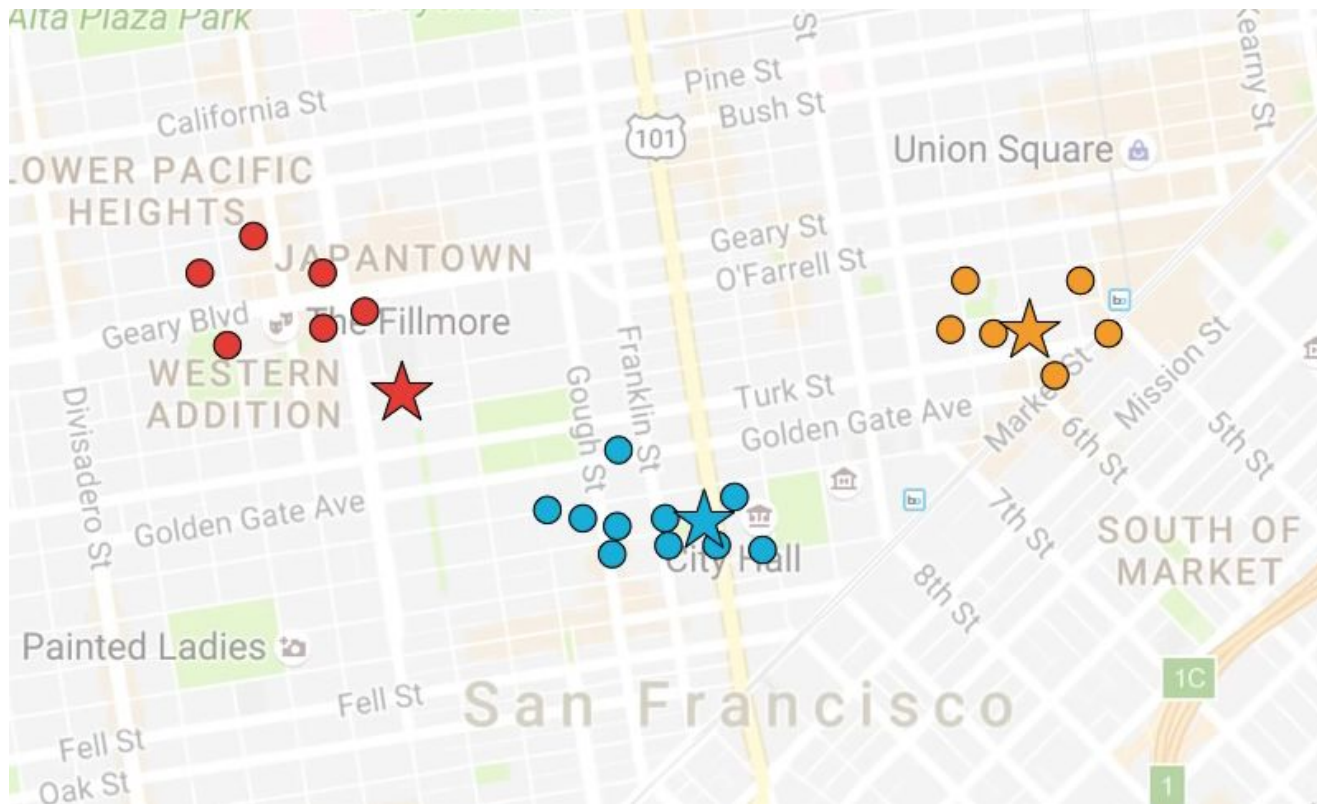 Alta Plaza Park
St
Kearny St
Pine St
California St
Bush St
101
Union Square
LOWER PACIFIC
HEIGHTS
Geary St
JAPANTOWN
O'Farrell St
Geary Blvd
The Fillmore
Franklin St
Mission St
WESTERN
ADDITION
Gough St
Turk St
Market St
Divisadero St
Golden Gate Ave
6th St
5th St
Golden Gate Ave
7th St
SOUTH OF
MARKET
City Hall
8th St
Painted Ladies
1C
Fell St
San Francisco
Fell St
Oak St
1